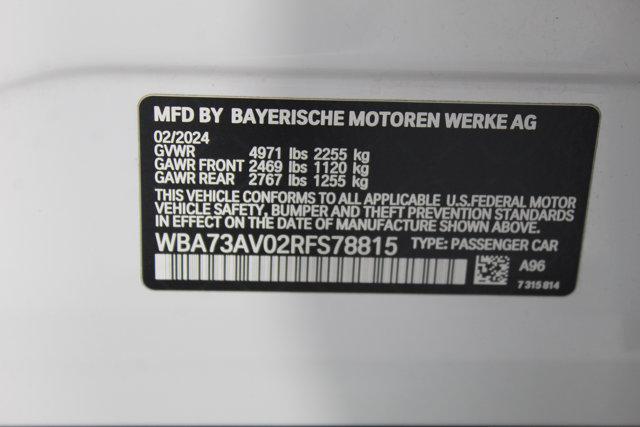 MFD BY BAYERISCHE MOTOREN WERKE AG
02/2024
GVWR 4971 lbs 2255 kg
GAWR FRONT 2469 lbs 1120 kg
GAWR REAR 2767 lbs 1255 kg
THIS VEHICLE CONFORMS TO ALL APPLICABLE U.S.FEDERAL MOTOR
VEHICLE SAFETY, BUMPER AND THEFT PREVENTION STANDARDS
IN EFFECT ON THE DATE OF MANUFACTURE SHOWN ABOVE.
WBA73AV02RFS78815 TYPE: PASSENGER CAR
A96
7 315 814